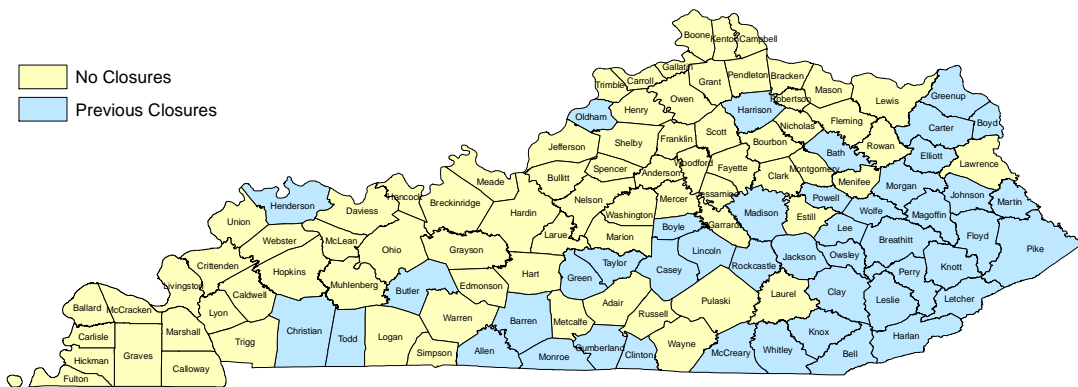 No Closures
Previous Closures
Boone
Kenton
Campbell
Gallatin
Trimble
Carroll
Grant
Pendleton
Bracken
Mason
Lewis
Greenup
Boyd
Carter
Oldham
Henry
Owen
Harrison
Robertson
Nicholas
Fleming
Rowan
Elliott
Lawrence
Jefferson
Shelby
Franklin
Scott
Bourbon
Bath
Bullitt
Spencer
Anderson
Woodford
Fayette
Clark
Montgomery
Menifee
Morgan
Johnson
Martin
Meade
Hancock
Breckinridge
Hardin
Nelson
Washington
Mercer
Garrard
Madison
Estill
Powell
Wolfe
Magoffin
Floyd
Pike
Henderson
Daviess
Union
Webster
McLean
Ohio
Grayson
Larue
Marion
Boyle
Lincoln
Rockcastle
Jackson
Lee
Owsley
Breathitt
Knott
Perry
Letcher
Crittenden
Livingston
Hopkins
Muhlenberg
Butler
Edmonson
Hart
Green
Taylor
Casey
Pulaski
Laurel
Clay
Leslie
Harlan
Ballard
McCracken
Lyon
Caldwell
Christian
Todd
Logan
Warren
Barren
Metcalfe
Adair
Russell
Wayne
McCreary
Whitley
Knox
Bell
Carlisle
Graves
Marshall
Trigg
Simpson
Allen
Monroe
Cumberland
Clinton
Hickman
Fulton
Calloway